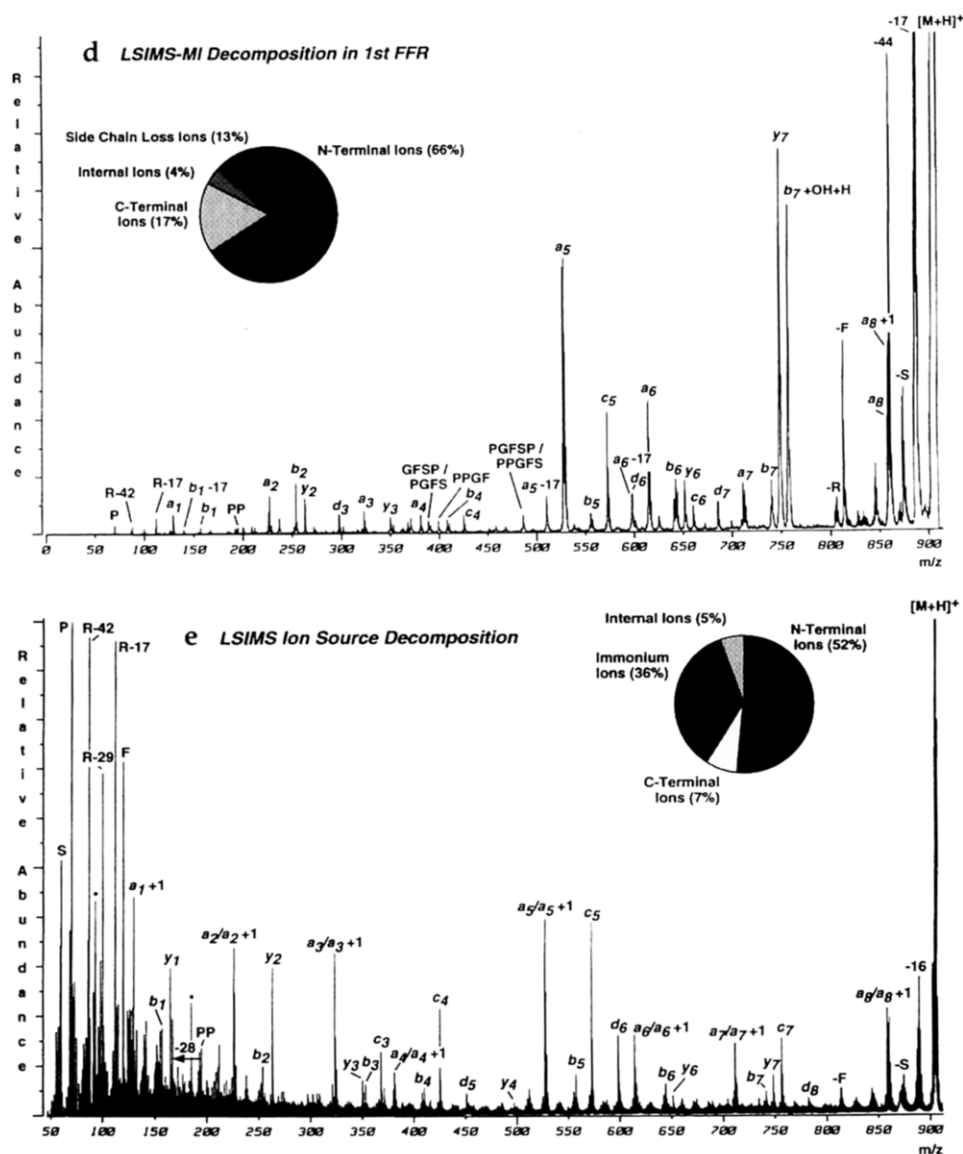 d LSIMS-MI Decomposition in 1st FFR
-17 [M+H]+
-44
Side Chain Loss Ions (13%)
N-Terminal Ions (66%)
Internal Ions (4%)
C-Terminal
Ions (17%)
y7
b7 +OH+H
a5
-F
a8 +1
-S
a8
c5
a6
PGFSP /
PPGFS
GFSP /
PGFS
PPGF
a6 -17
d6
b6
y6
c6
d7
a7
b7
-R
R-42
P
R-17
a1
b1 -17
b1
PP
a2
b2
y2
d3
a3
y3
a4
b4
c4
a5 -17
b5
Relative Abundance
0 50 100 150 200 250 300 350 400 450 500 550 600 650 700 750 800 850 900
m/z
e LSIMS Ion Source Decomposition
[M+H]+
P
R-42
R-17
Internal Ions (5%)
N-Terminal
Ions (52%)
Immonium
Ions (36%)
C-Terminal
Ions (7%)
R-29
F
S
*
a1 +1
a2/a2 +1
a3/a3 +1
a5/a5 +1
c5
y1
y2
b1
*
-28
PP
b2
y3
b3
c3
a4/a4 +1
c4
b4
d5
y4
b5
d6
a6/a6 +1
b6
y6
a7/a7 +1
b7
y7
c7
d8
-F
a8/a8 +1
-S
-16
Relative Abundance
50 100 150 200 250 300 350 400 450 500 550 600 650 700 750 800 850 900
m/z